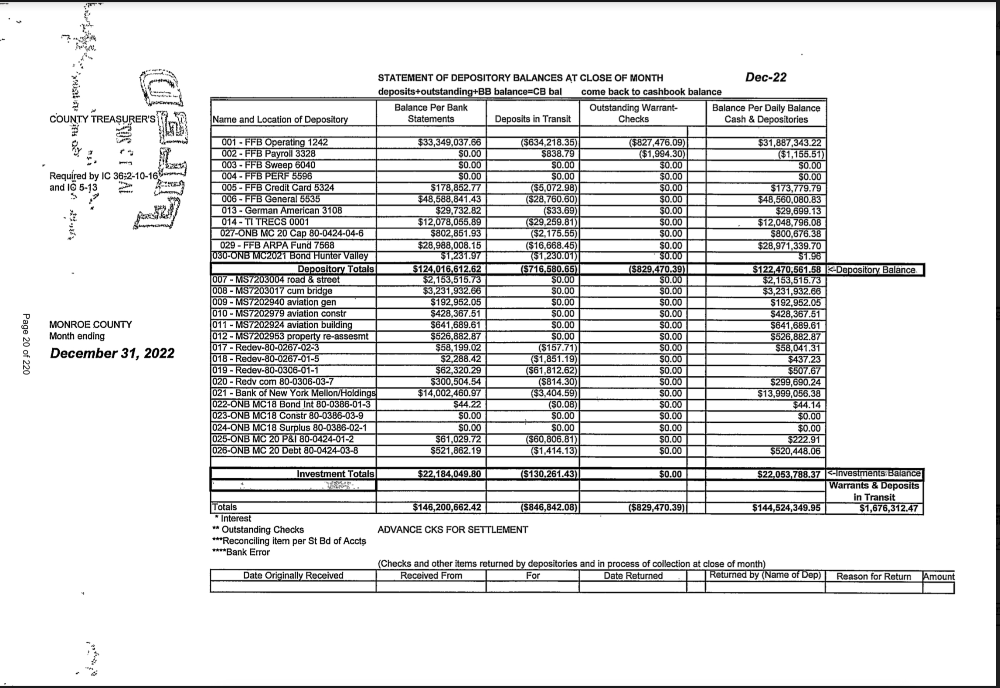 STATEMENT OF DEPOSITORY BALANCES AT CLOSE OF MONTH Dec-22
deposits+outstanding+BB balance=CB bal come back to cashbook balance
COUNTY TREASURER'S
FILED
Required by IC 36-2-10-16
and IC 5-13
MONROE COUNTY
Month ending
December 31, 2022
Page 20 of 220
Name and Location of Depository Balance Per Bank Statements Deposits in Transit Outstanding Warrant-Checks Balance Per Daily Balance Cash & Depositories
001 - FFB Operating 1242 $33,349,037.66 ($634,218.35) ($827,476.09) $31,887,343.22
002 - FFB Payroll 3328 $0.00 $838.79 ($1,994.30) ($1,155.51)
003 - FFB Sweep 6040 $0.00 $0.00 $0.00 $0.00
004 - FFB PERF 5596 $0.00 $0.00 $0.00 $0.00
005 - FFB Credit Card 5324 $178,852.77 ($5,072.98) $0.00 $173,779.79
006 - FFB General 5535 $48,588,841.43 ($28,760.60) $0.00 $48,560,080.83
013 - German American 3108 $29,732.82 ($33.69) $0.00 $29,699.13
014 - TI TRECS 0001 $12,078,055.89 ($29,259.81) $0.00 $12,048,796.08
027-ONB MC 20 Cap 80-0424-04-6 $802,851.93 ($2,175.55) $0.00 $800,676.38
029 - FFB ARPA Fund 7568 $28,988,008.15 ($16,668.45) $0.00 $28,971,339.70
030-ONB MC2021 Bond Hunter Valley $1,231.97 ($1,230.01) $0.00 $1.96
Depository Totals $124,016,612.62 ($716,580.65) ($829,470.39) $122,470,561.58 <-Depository Balance
007 - MS7203004 road & street $2,153,515.73 $0.00 $0.00 $2,153,515.73
008 - MS7203017 cum bridge $3,231,932.66 $0.00 $0.00 $3,231,932.66
009 - MS7202940 aviation gen $192,952.05 $0.00 $0.00 $192,952.05
010 - MS7202979 aviation constr $428,367.51 $0.00 $0.00 $428,367.51
011 - MS7202924 aviation building $641,689.61 $0.00 $0.00 $641,689.61
012 - MS7202953 property re-assesmt $526,882.87 $0.00 $0.00 $526,882.87
017 - Redev-80-0267-02-3 $58,199.02 ($157.71) $0.00 $58,041.31
018 - Redev-80-0267-01-5 $2,288.42 ($1,851.19) $0.00 $437.23
019 - Redev-80-0306-01-1 $62,320.29 ($61,812.62) $0.00 $507.67
020 - Redv com 80-0306-03-7 $300,504.54 ($814.30) $0.00 $299,690.24
021 - Bank of New York Mellon/Holdings $14,002,460.97 ($3,404.59) $0.00 $13,999,056.38
022-ONB MC18 Bond Int 80-0386-01-3 $44.22 ($0.08) $0.00 $44.14
023-ONB MC18 Constr 80-0386-03-9 $0.00 $0.00 $0.00 $0.00
024-ONB MC18 Surplus 80-0386-02-1 $0.00 $0.00 $0.00 $0.00
025-ONB MC 20 P&I 80-0424-01-2 $61,029.72 ($60,806.81) $0.00 $222.91
026-ONB MC 20 Debt 80-0424-03-8 $521,862.19 ($1,414.13) $0.00 $520,448.06
Investment Totals $22,184,049.80 ($130,261.43) $0.00 $22,053,788.37 <-Investments Balance
Warrants & Deposits
in Transit
Totals $146,200,662.42 ($846,842.08) ($829,470.39) $144,524,349.95 $1,676,312.47
* Interest
** Outstanding Checks ADVANCE CKS FOR SETTLEMENT
***Reconciling item per St Bd of Accts
****Bank Error
(Checks and other items returned by depositories and in process of collection at close of month)
Date Originally Received Received From For Date Returned Returned by (Name of Dep) Reason for Return Amount